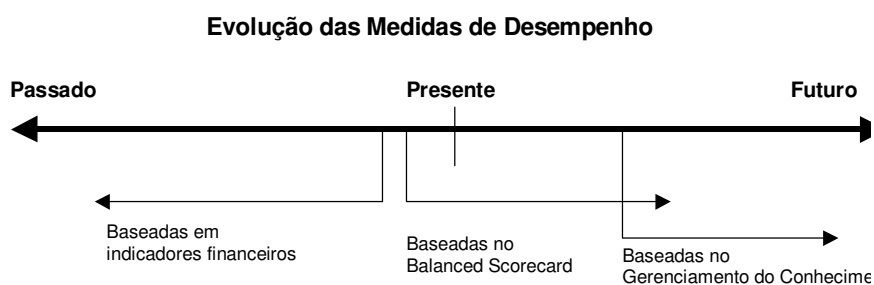 Evolução das Medidas de Desempenho
Passado Presente Futuro
Baseadas em
indicadores financeiros
Baseadas no
Balanced Scorecard
Baseadas no
Gerenciamento do Conhecime